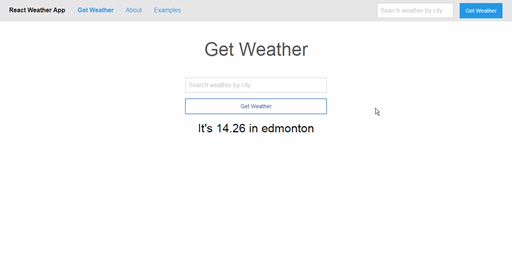 React Weather App Get Weather About Examples Search weather by city Get Weather
Get Weather
Search weather by city
Get Weather
It's 14.26 in edmonton